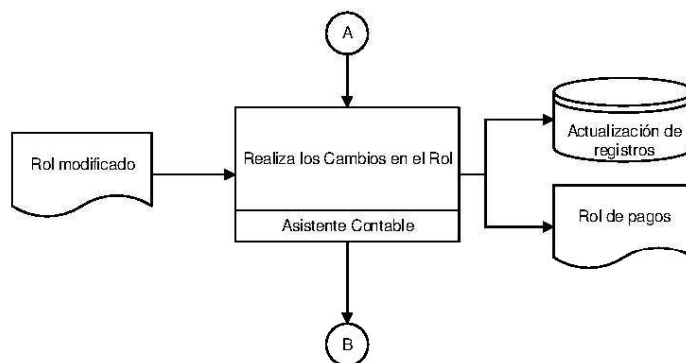 A
Rol modificado
Realiza los Cambios en el Rol
Asistente Contable
Actualización de
registros
Rol de pagos
B